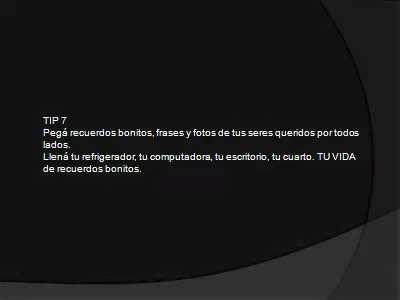 TIP 7
Pegá recuerdos bonitos, frases y fotos de tus seres queridos por todos
lados.
Llená tu refrigerador, tu computadora, tu escritorio, tu cuarto. TU VIDA
de recuerdos bonitos.